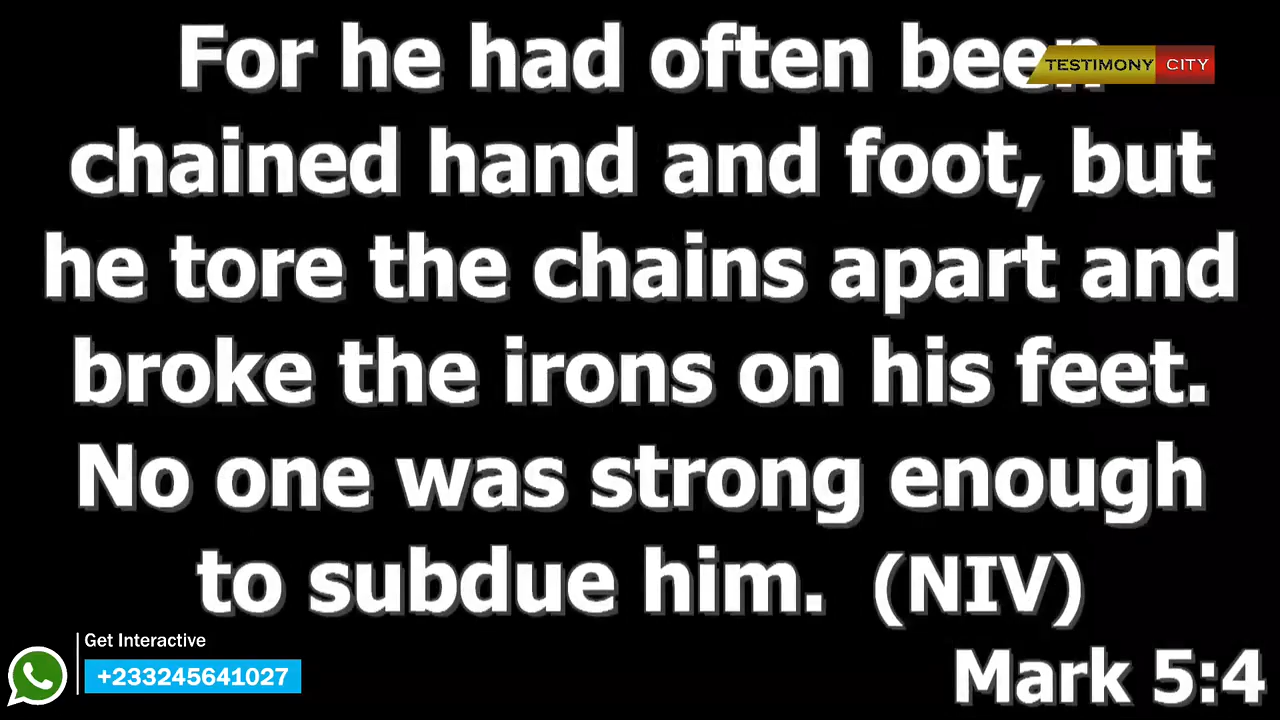 For he had often been
TESTIMONY CITY
chained hand and foot, but
he tore the chains apart and
broke the irons on his feet.
No one was strong enough
to subdue him. (NIV)
Get Interactive
+233245641027
Mark 5:4